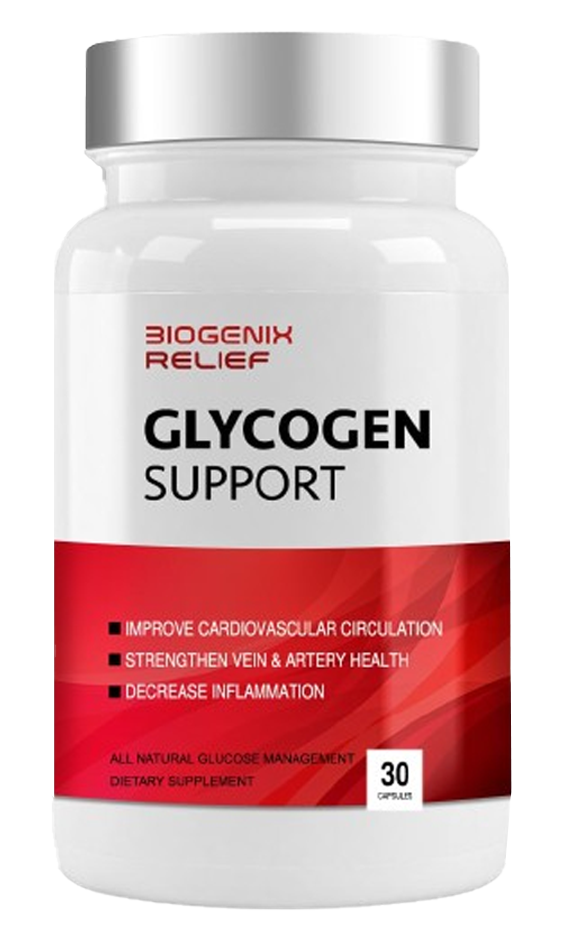 BIOGENIX
RELIEF
GLYCOGEN
SUPPORT
IMPROVE CARDIOVASCULAR CIRCULATION
STRENGTHEN VEIN & ARTERY HEALTH
DECREASE INFLAMMATION
ALL NATURAL GLUCOSE MANAGEMENT
DIETARY SUPPLEMENT
30
CAPSULES